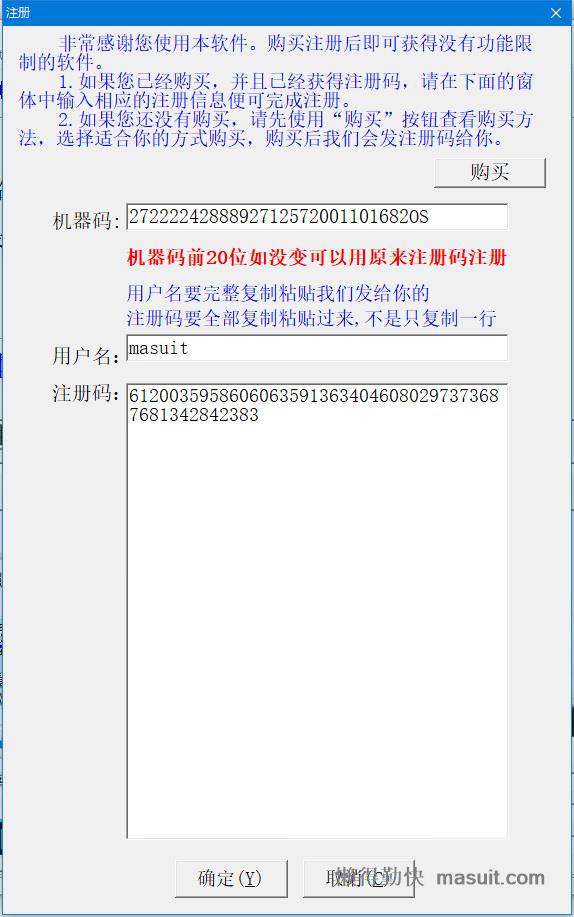 注册
非常感谢您使用本软件。购买注册后即可获得没有功能限
制的软件。
1.如果您已经购买，并且已经获得注册码，请在下面的窗
体中输入相应的注册信息便可完成注册。
2.如果您还没有购买，请先使用“购买”按钮查看购买方
法，选择适合你的方式购买，购买后我们会发注册码给你。
购买
机器码: 272222428889271257200110168​2OS
机器码前20位如没变可以用原来注册码注册
用户名要完整复制粘贴我们发给你的
注册码要全部复制粘贴过来,不是只复制一行
用户名: masuit
注册码: 6120035958606063591363404608029737368
7681342842383
确定(Y) 取消(C)
懒得勤快 masuit.com